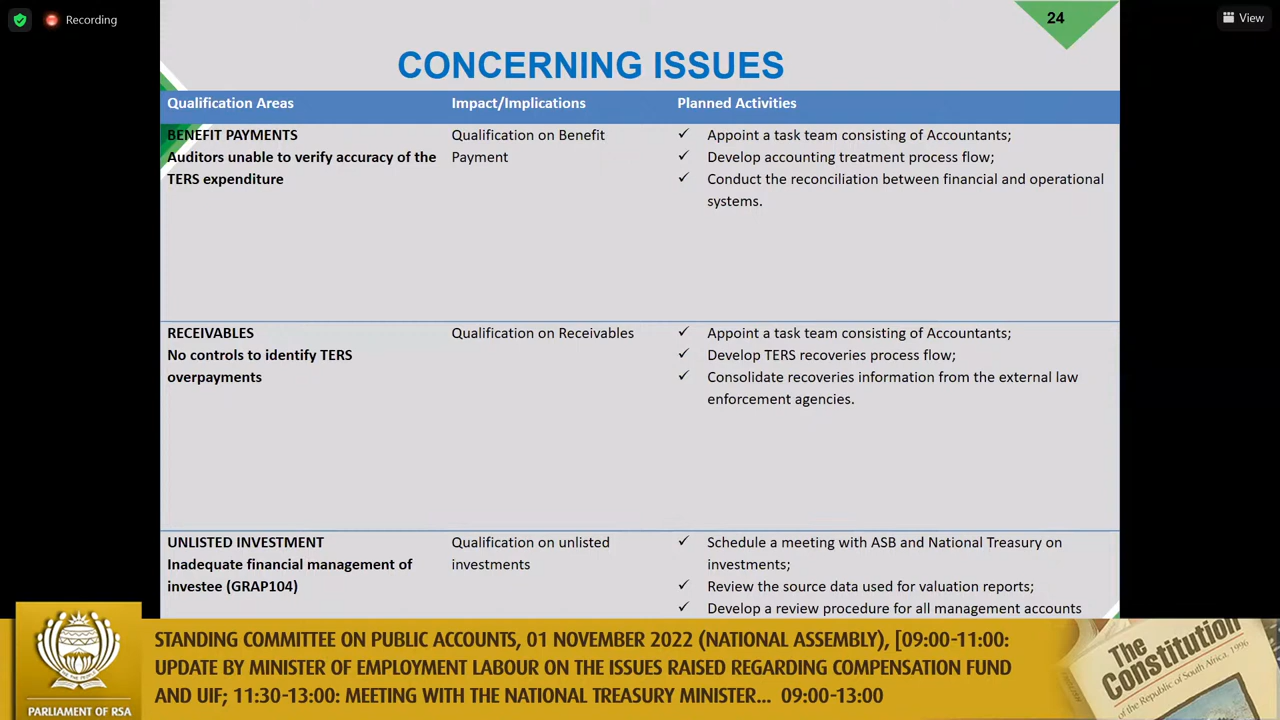 Recording
View
24
CONCERNING ISSUES
Qualification Areas
Impact/Implications
Planned Activities
BENEFIT PAYMENTS
Auditors unable to verify accuracy of the
TERS expenditure
Qualification on Benefit
Payment
✓ Appoint a task team consisting of Accountants;
✓ Develop accounting treatment process flow;
✓ Conduct the reconciliation between financial and operational
systems.
RECEIVABLES
No controls to identify TERS
overpayments
Qualification on Receivables
✓ Appoint a task team consisting of Accountants;
✓ Develop TERS recoveries process flow;
✓ Consolidate recoveries information from the external law
enforcement agencies.
UNLISTED INVESTMENT
Inadequate financial management of
investee (GRAP104)
Qualification on unlisted
investments
✓ Schedule a meeting with ASB and National Treasury on
investments;
✓ Review the source data used for valuation reports;
✓ Develop a review procedure for all management accounts
STANDING COMMITTEE ON PUBLIC ACCOUNTS, 01 NOVEMBER 2022 (NATIONAL ASSEMBLY), [09:00-11:00:
UPDATE BY MINISTER OF EMPLOYMENT LABOUR ON THE ISSUES RAISED REGARDING COMPENSATION FUND
AND UIF; 11:30-13:00: MEETING WITH THE NATIONAL TREASURY MINISTER... 09:00-13:00
PARLIAMENT OF RSA
The
Constitution
of the Republic of South Africa, 1996